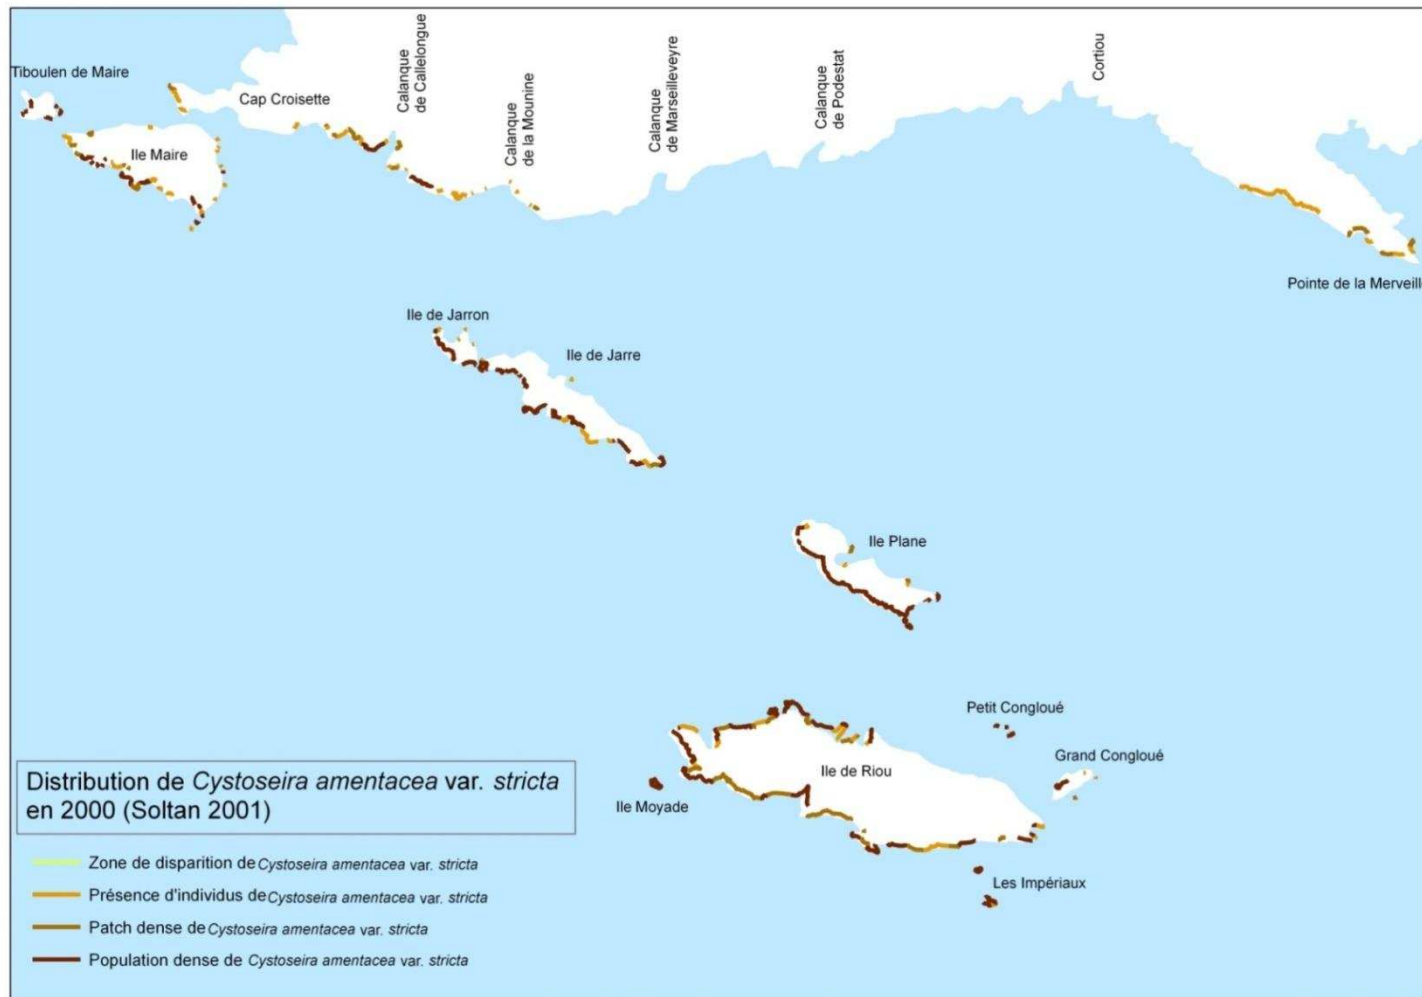 Tiboulen de Maire
Cap Croisette
Calanque
de Callelongue
Calanque
de la Mounine
Calanque
de Marseilleveyre
Calanque
de Podestat
Cortiou
Ile Maire
Pointe de la Merveill
Ile de Jarron
Ile de Jarre
Ile Plane
Petit Congloué
Grand Congloué
Ile de Riou
Ile Moyade
Les Impériaux
Distribution de Cystoseira amentacea var. stricta
en 2000 (Soltan 2001)
Zone de disparition de Cystoseira amentacea var. stricta
Présence d'individus de Cystoseira amentacea var. stricta
Patch dense de Cystoseira amentacea var. stricta
Population dense de Cystoseira amentacea var. stricta